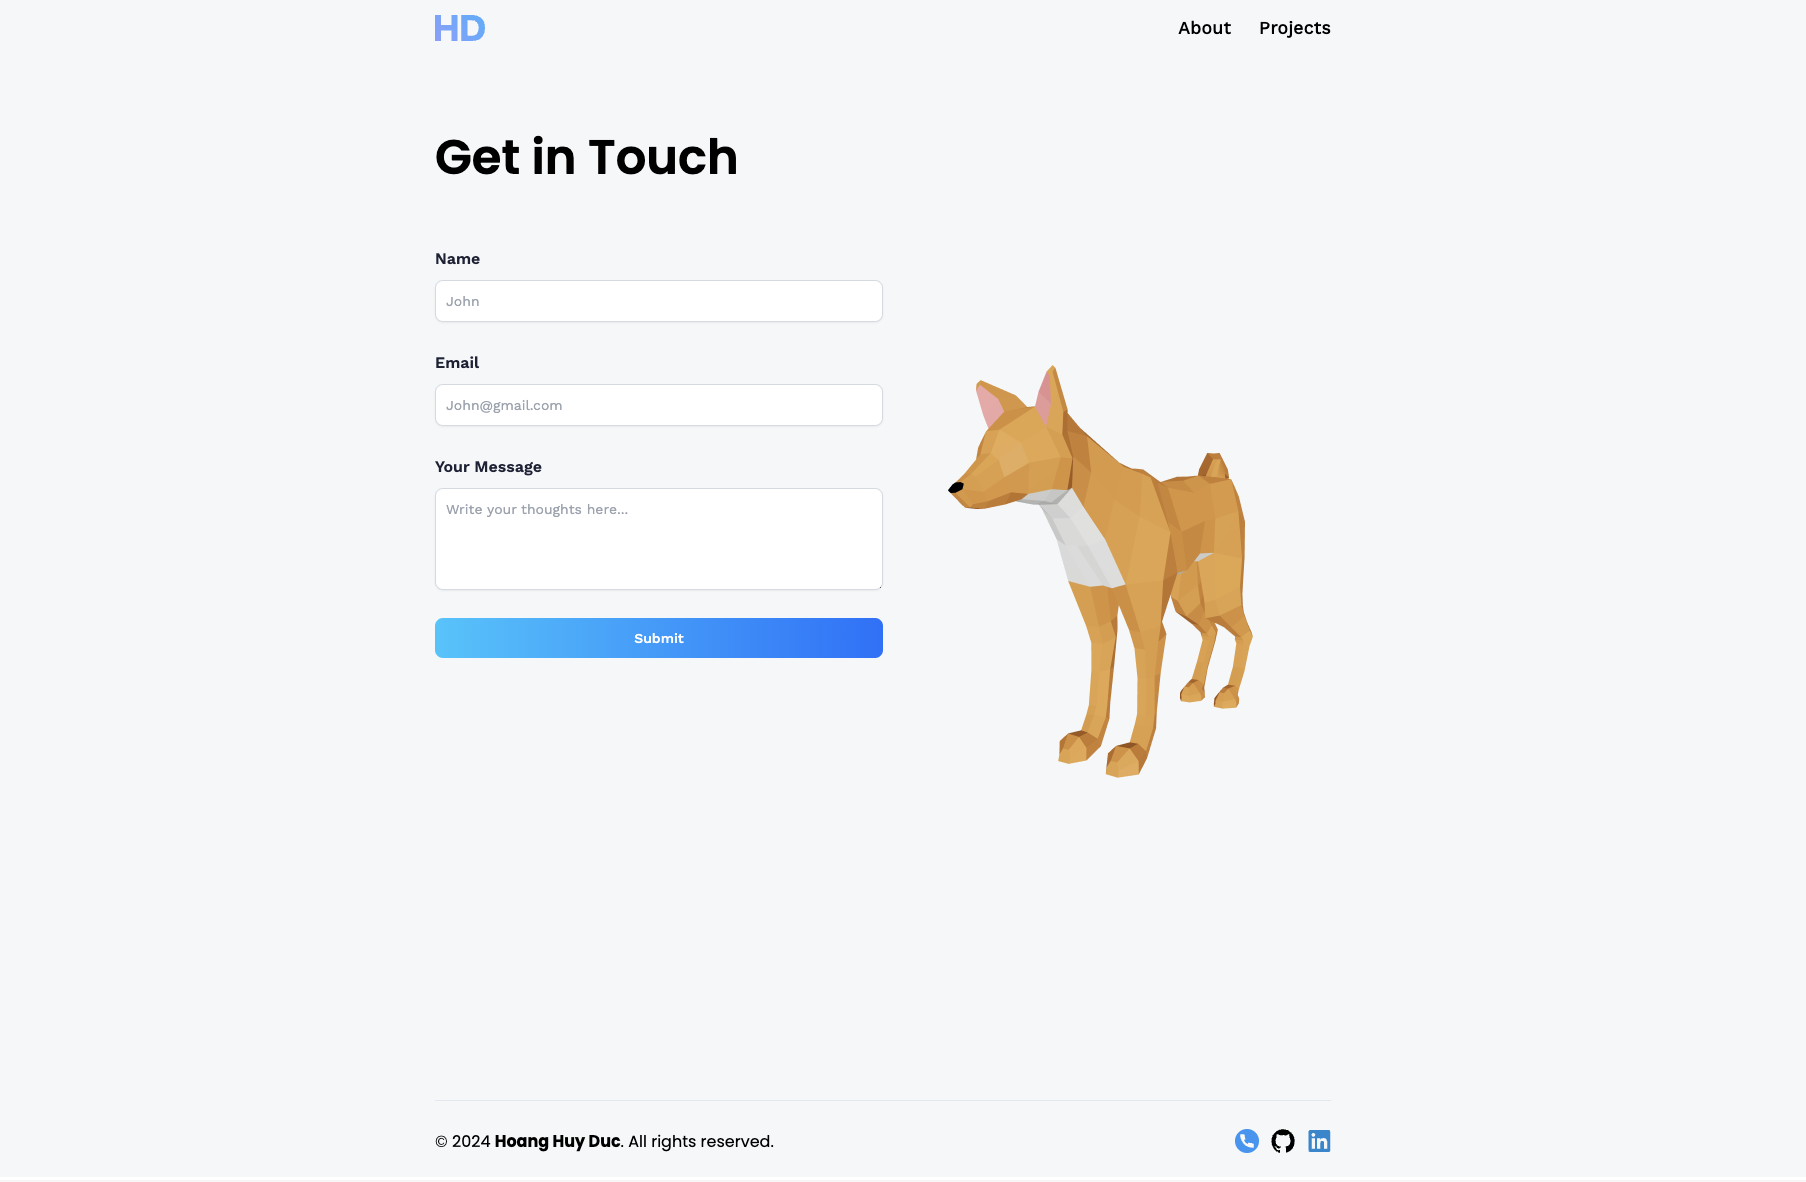 HD
About Projects
Get in Touch
Name
John
Email
John@gmail.com
Your Message
Write your thoughts here...
Submit
© 2024 Hoang Huy Duc. All rights reserved.
in